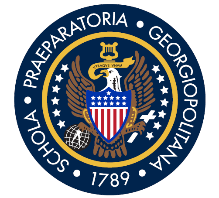 SCHOLA • PRAEPARATORIA • GEORGIOPOLITANA
• 1789 •